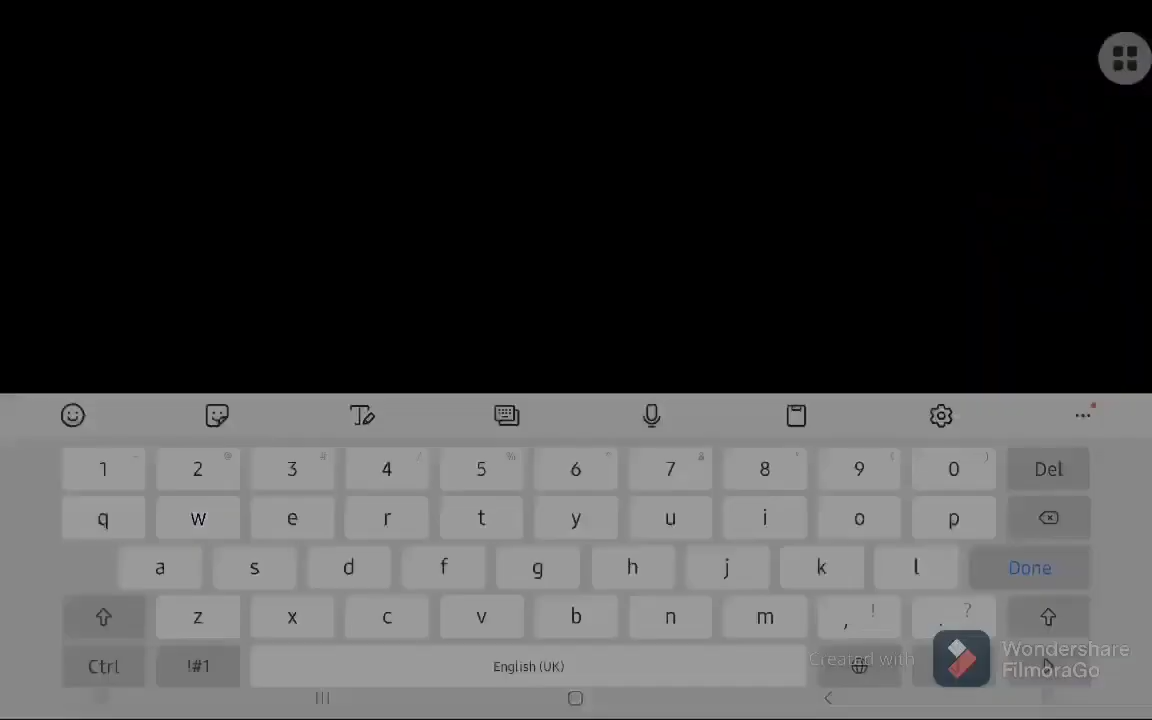 1 2 3 4 5 6 7 8 9 0 Del
q w e r t y u i o p
a s d f g h j k l Done
z x c v b n m , ! . ?
Ctrl !#1 English (UK)
Created with Wondershare
FilmoraGo